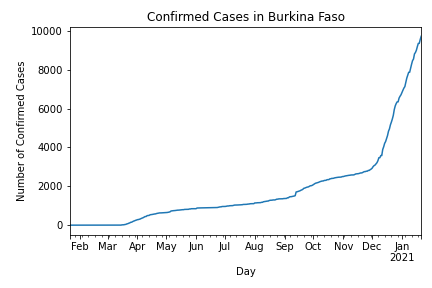 Confirmed Cases in Burkina Faso
10000
8000
6000
4000
2000
0
Number of Confirmed Cases
Feb Mar Apr May Jun Jul Aug Sep Oct Nov Dec Jan
2021
Day